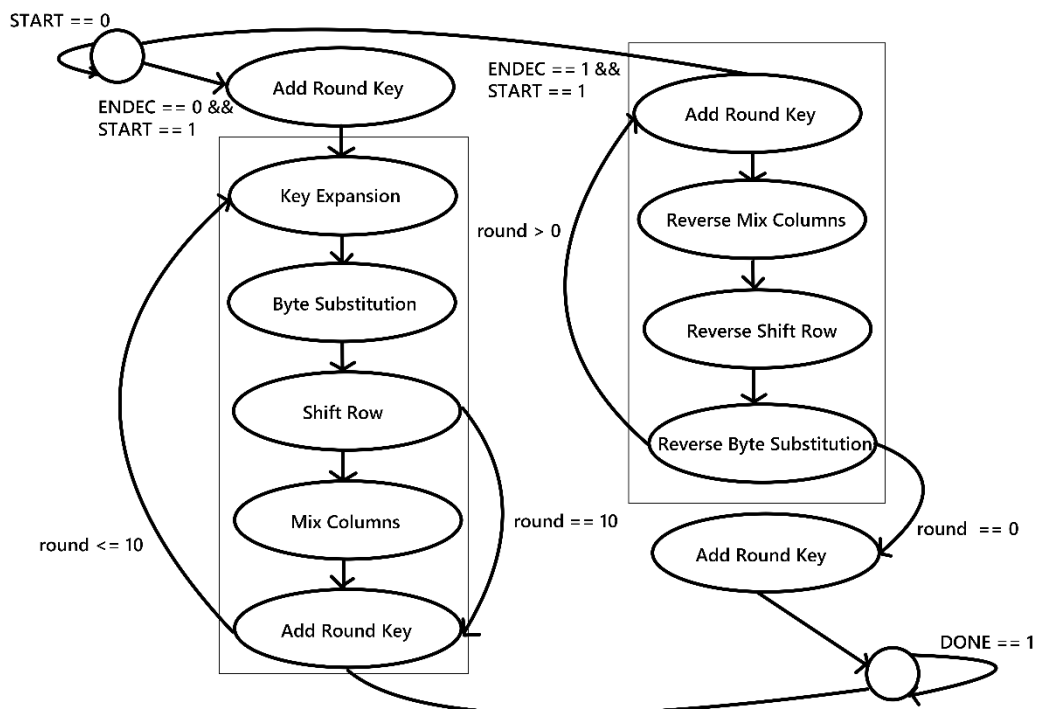 START == 0
Add Round Key
ENDEC == 0 &&
START == 1
Key Expansion
Byte Substitution
Shift Row
Mix Columns
Add Round Key
round <= 10
round == 10
ENDEC == 1 &&
START == 1
Add Round Key
Reverse Mix Columns
round > 0
Reverse Shift Row
Reverse Byte Substitution
round  == 0
Add Round Key
DONE == 1